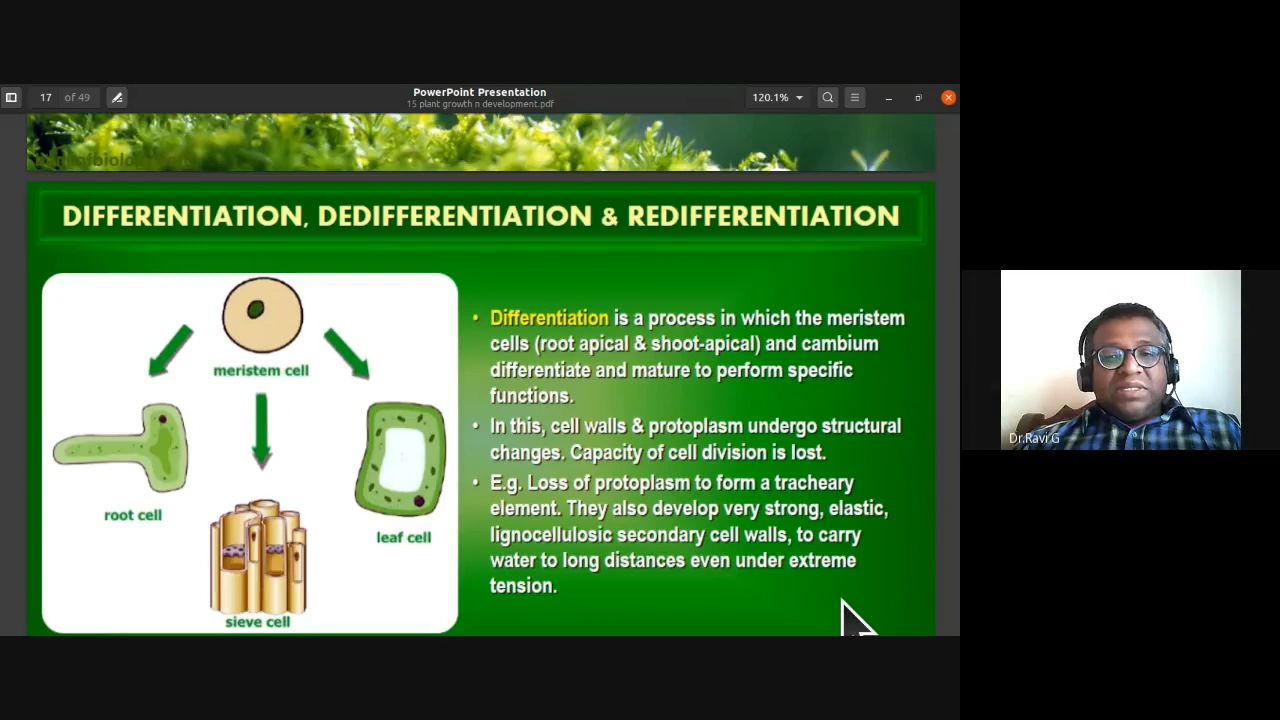 PowerPoint Presentation
17 of 49
15 plant growth n development.pdf
120.1%
DIFFERENTIATION, DEDIFFERENTIATION & REDIFFERENTIATION
meristem cell
root cell
leaf cell
sieve cell
• Differentiation is a process in which the meristem
cells (root apical & shoot-apical) and cambium
differentiate and mature to perform specific
functions.
• In this, cell walls & protoplasm undergo structural
changes. Capacity of cell division is lost.
• E.g. Loss of protoplasm to form a tracheary
element. They also develop very strong, elastic,
lignocellulosic secondary cell walls, to carry
water to long distances even under extreme
tension.
Dr.Ravi G